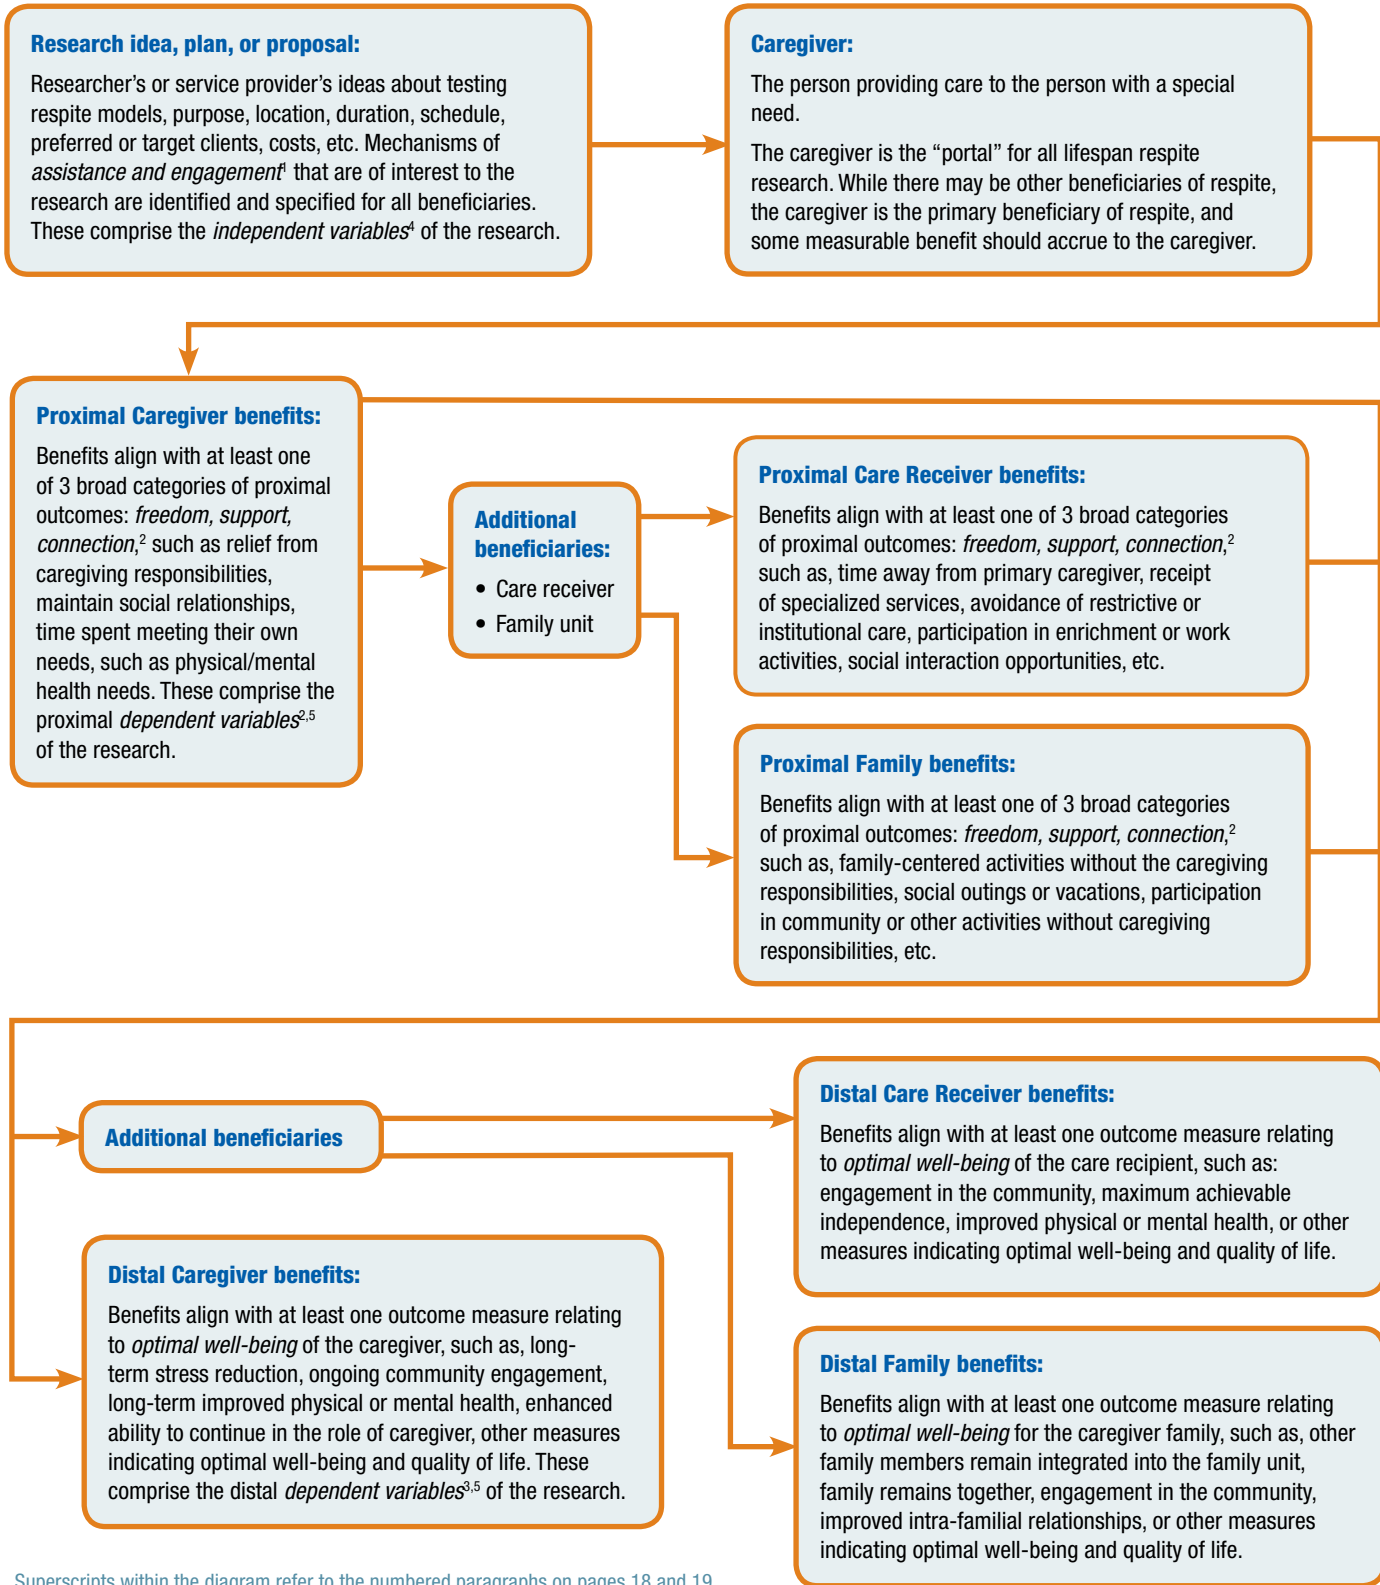 Research idea, plan, or proposal:
Researcher’s or service provider’s ideas about testing
respite models, purpose, location, duration, schedule,
preferred or target clients, costs, etc. Mechanisms of
assistance and engagement¹ that are of interest to the
research are identified and specified for all beneficiaries.
These comprise the independent variables⁴ of the research.
Caregiver:
The person providing care to the person with a special
need.
The caregiver is the “portal” for all lifespan respite
research. While there may be other beneficiaries of respite,
the caregiver is the primary beneficiary of respite, and
some measurable benefit should accrue to the caregiver.
Proximal Caregiver benefits:
Benefits align with at least one
of 3 broad categories of proximal
outcomes: freedom, support,
connection,² such as relief from
caregiving responsibilities,
maintain social relationships,
time spent meeting their own
needs, such as physical/mental
health needs. These comprise the
proximal dependent variables²,⁵
of the research.
Additional
beneficiaries:
• Care receiver
• Family unit
Proximal Care Receiver benefits:
Benefits align with at least one of 3 broad categories
of proximal outcomes: freedom, support, connection,²
such as, time away from primary caregiver, receipt
of specialized services, avoidance of restrictive or
institutional care, participation in enrichment or work
activities, social interaction opportunities, etc.
Proximal Family benefits:
Benefits align with at least one of 3 broad categories
of proximal outcomes: freedom, support, connection,²
such as, family-centered activities without the caregiving
responsibilities, social outings or vacations, participation
in community or other activities without caregiving
responsibilities, etc.
Additional beneficiaries
Distal Care Receiver benefits:
Benefits align with at least one outcome measure relating
to optimal well-being of the care recipient, such as:
engagement in the community, maximum achievable
independence, improved physical or mental health, or other
measures indicating optimal well-being and quality of life.
Distal Caregiver benefits:
Benefits align with at least one outcome measure relating
to optimal well-being of the caregiver, such as, long-
term stress reduction, ongoing community engagement,
long-term improved physical or mental health, enhanced
ability to continue in the role of caregiver, other measures
indicating optimal well-being and quality of life. These
comprise the distal dependent variables³,⁵ of the research.
Distal Family benefits:
Benefits align with at least one outcome measure relating
to optimal well-being for the caregiver family, such as, other
family members remain integrated into the family unit,
family remains together, engagement in the community,
improved intra-familial relationships, or other measures
indicating optimal well-being and quality of life.
Superscripts within the diagram refer to the numbered paragraphs on pages 18 and 19